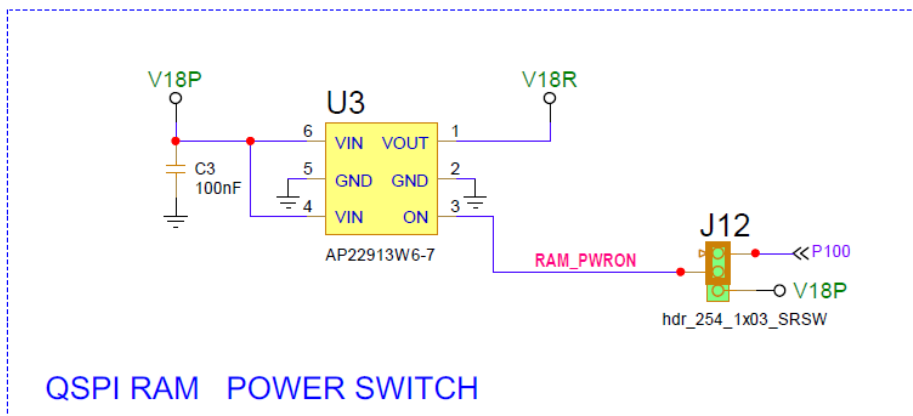 V18P
V18R
U3
6 VIN VOUT 1
C3
100nF
5 GND GND 2
4 VIN ON 3
AP22913W6-7
J12
RAM_PWRON
P100
V18P
hdr_254_1x03_SRSW
QSPI RAM POWER SWITCH